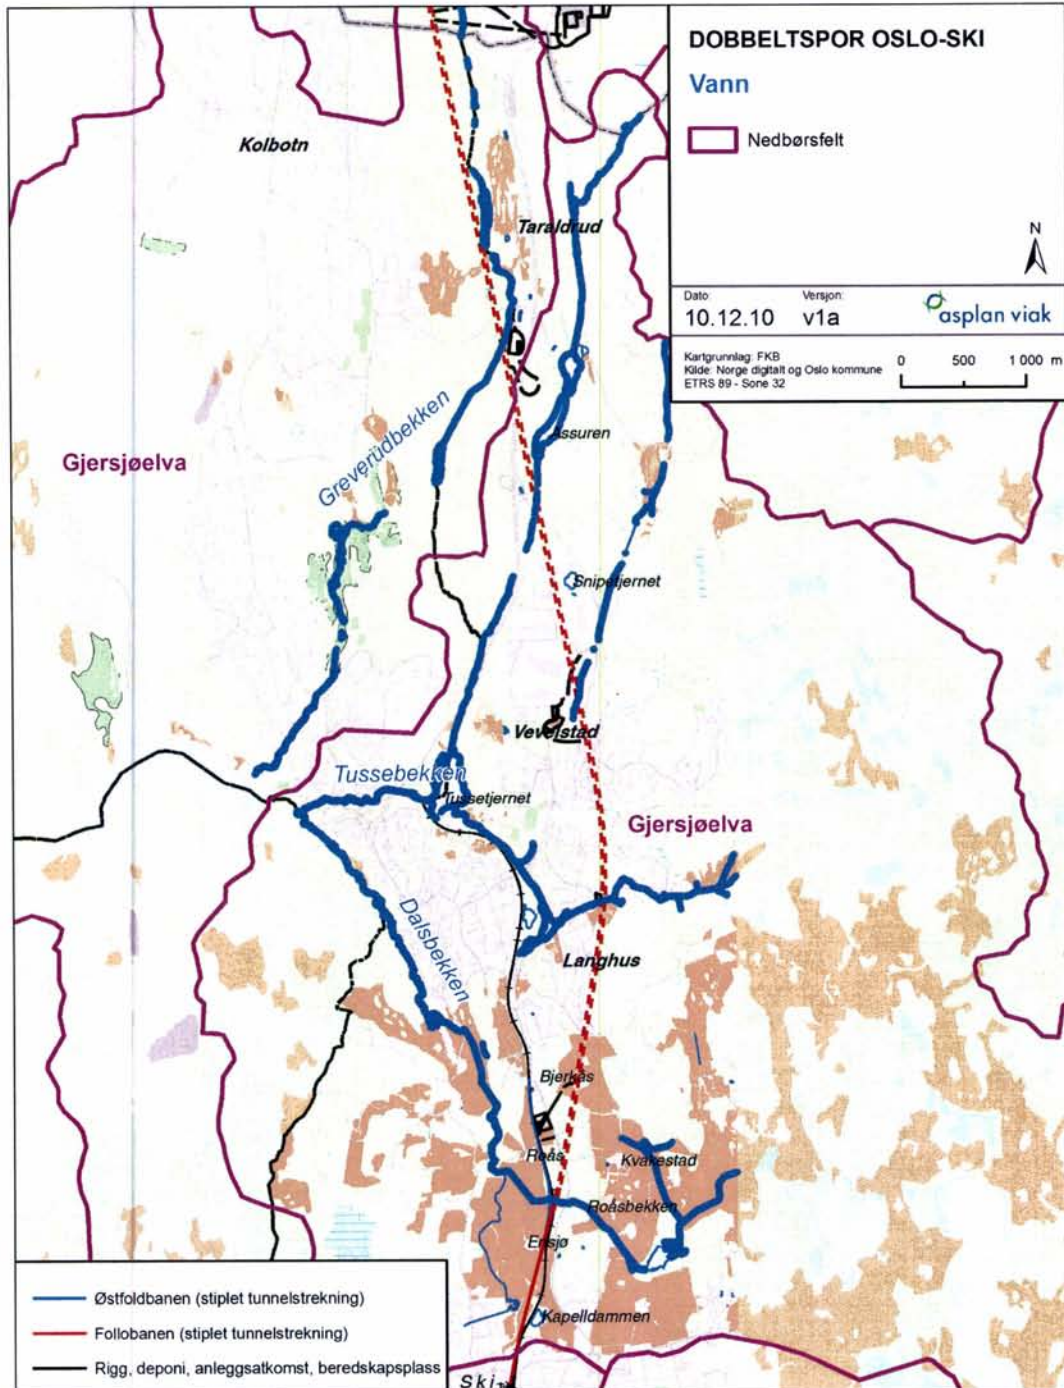 DOBBELTSPOR OSLO-SKI
Vann
Nedbørsfelt
N
Dato:
Versjon:
10.12.10
v1a
asplan viak
Kartgrunnlag: FKB
Kilde: Norge digitalt og Oslo kommune
ETRS 89 - Sone 32
0 500 1 000 m
Kolbotn
Taraldrud
Assuren
Greverudbekken
Gjersjøelva
Snipetjernet
Vevelstad
Tussebekken
Tussetjernet
Gjersjøelva
Dalsbekken
Langhus
Bjerkås
Roås
Kvakestad
Roåsbekken
Ensjø
Kapelldammen
Ski
Østfoldbanen (stiplet tunnelstrekning)
Follobanen (stiplet tunnelstrekning)
Rigg, deponi, anleggsatkomst, beredskapsplass